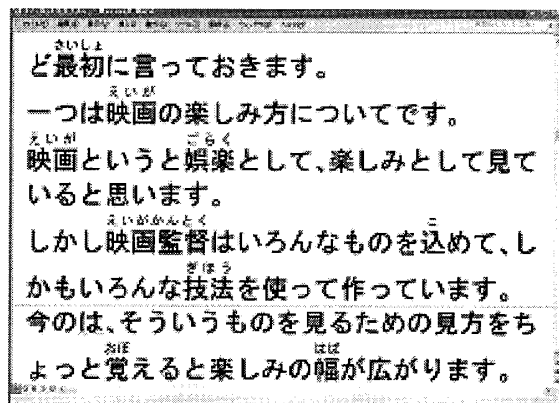 ど最初に言っておきます。
一つは映画の楽しみ方についてです。
映画というと娯楽として、楽しみとして見て
いると思います。
しかし映画監督はいろんなものを込めて、し
かもいろんな技法を使って作っています。
今のは、そういうものを見るための見方をち
ょっと覚えると楽しみの幅が広がります。